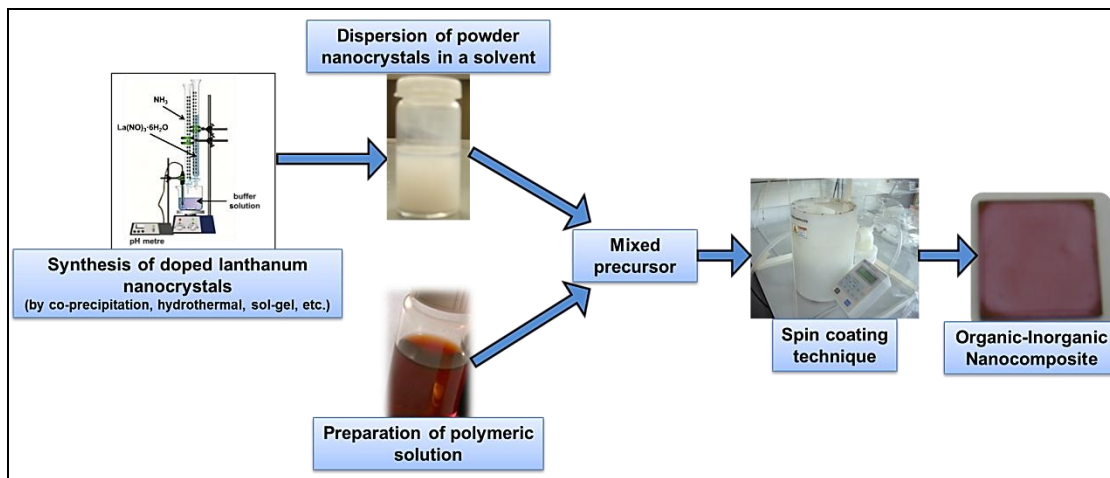 Dispersion of powder
nanocrystals in a solvent
NH3
La(NO)3·6H2O
buffer
solution
pH metre
Synthesis of doped lanthanum
nanocrystals
(by co-precipitation, hydrothermal, sol-gel, etc.)
Mixed
precursor
Spin coating
technique
Organic-Inorganic
Nanocomposite
Preparation of polymeric
solution